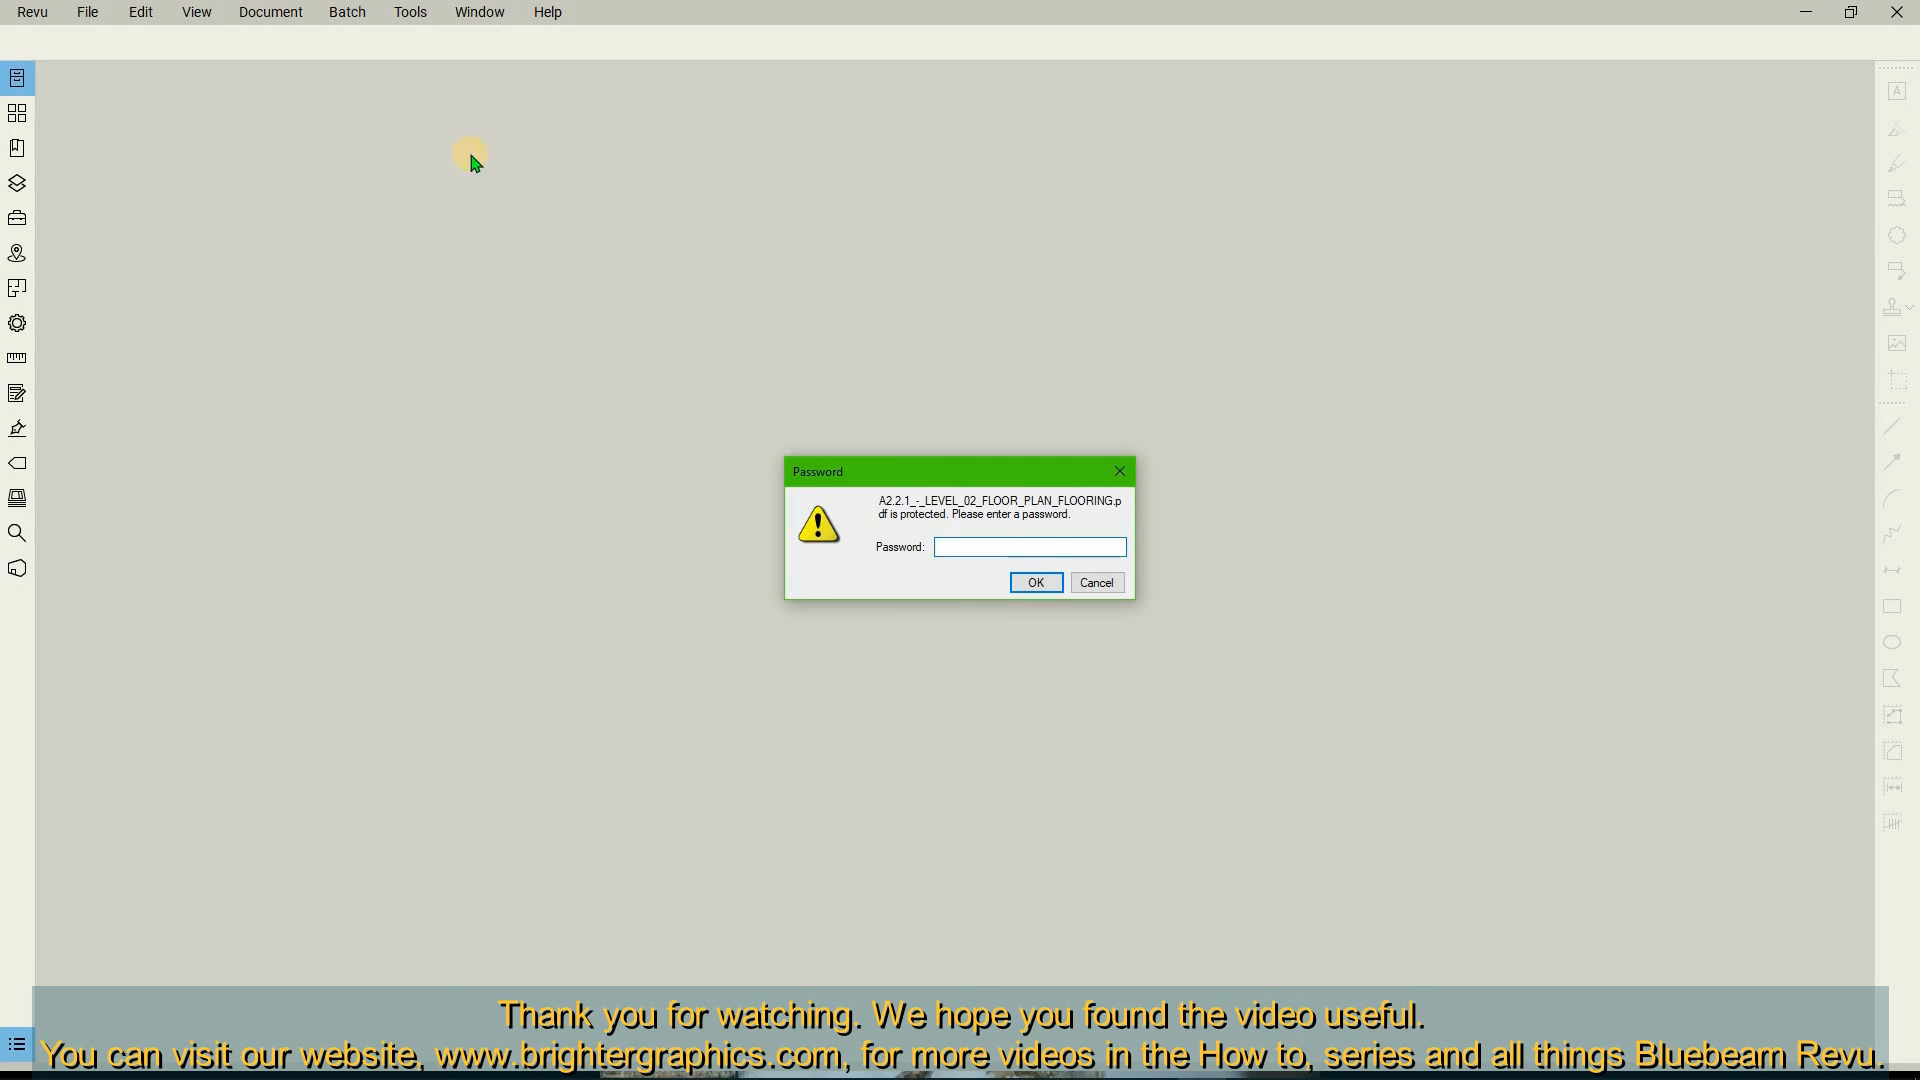 Revu File Edit View Document Batch Tools Window Help
A
Password
A2.2.1_-_LEVEL_02_FLOOR_PLAN_FLOORING.p
df is protected. Please enter a password.
Password:
OK Cancel
Thank you for watching. We hope you found the video useful.
You can visit our website, www.brightergraphics.com, for more videos in the How to, series and all things Bluebeam Revu.